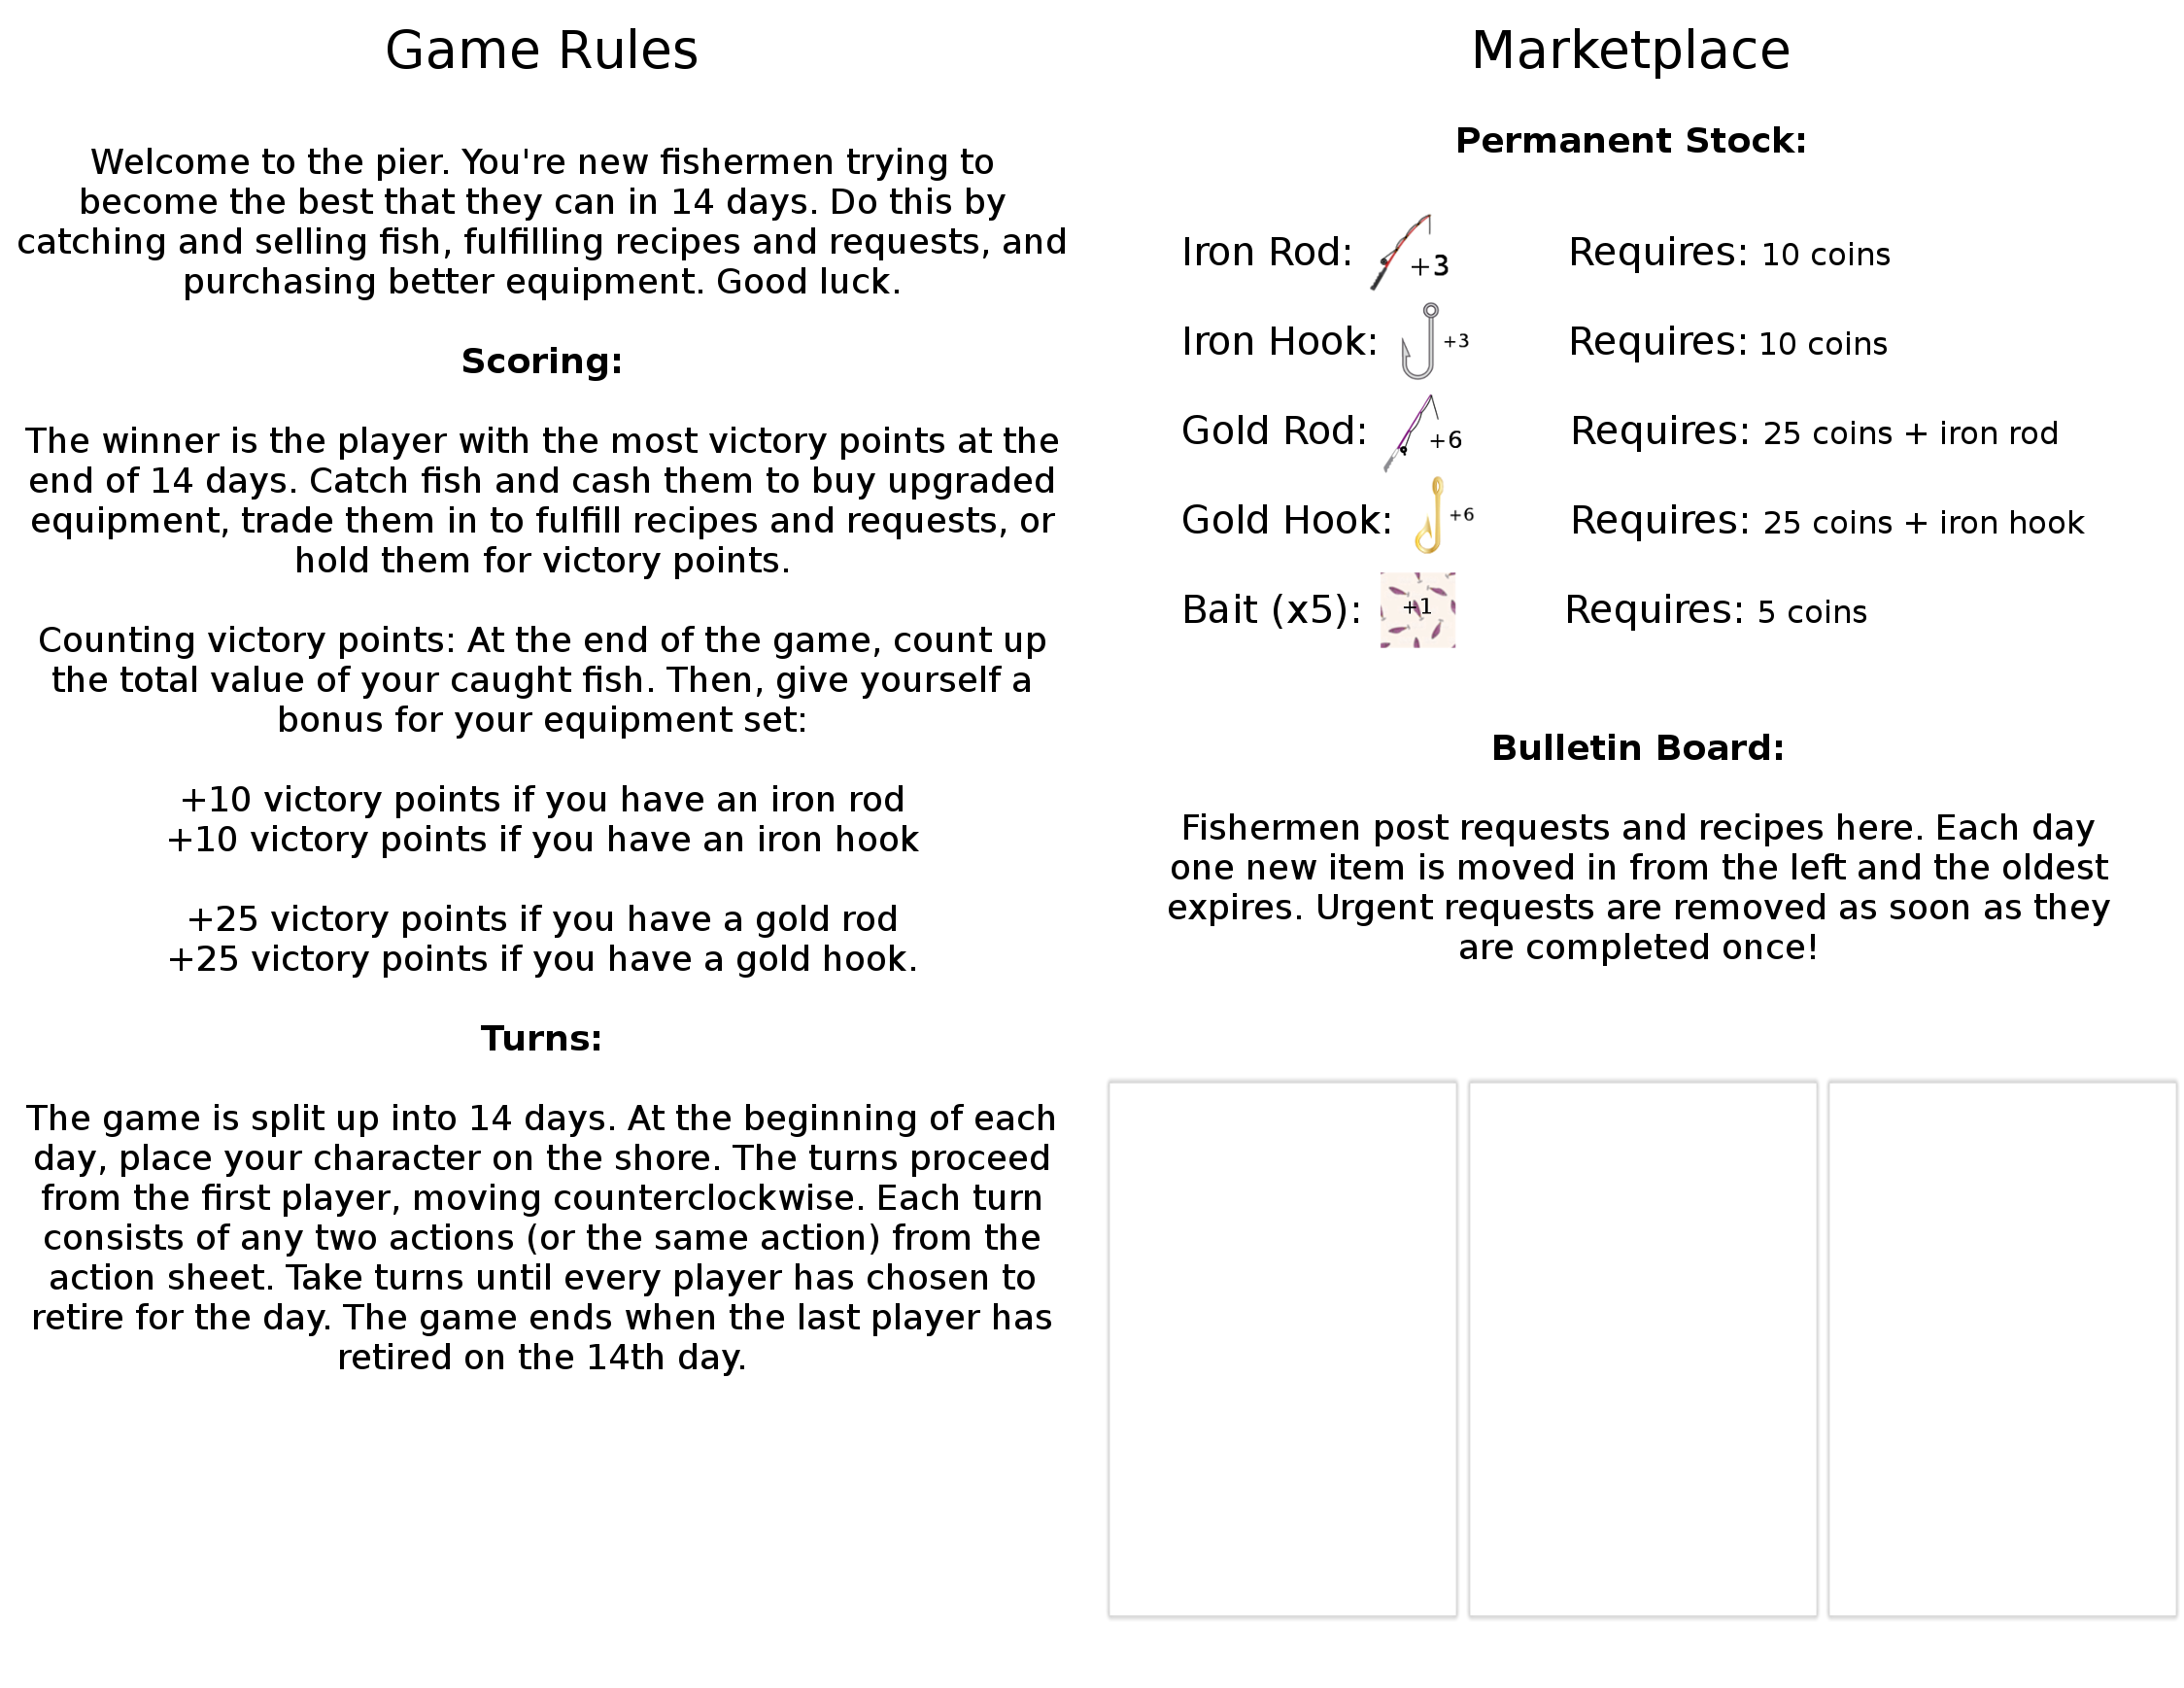 Game Rules
Welcome to the pier. You're new fishermen trying to
become the best that they can in 14 days. Do this by
catching and selling fish, fulfilling recipes and requests, and
purchasing better equipment. Good luck.
Scoring:
The winner is the player with the most victory points at the
end of 14 days. Catch fish and cash them to buy upgraded
equipment, trade them in to fulfill recipes and requests, or
hold them for victory points.
Counting victory points: At the end of the game, count up
the total value of your caught fish. Then, give yourself a
bonus for your equipment set:
+10 victory points if you have an iron rod
+10 victory points if you have an iron hook
+25 victory points if you have a gold rod
+25 victory points if you have a gold hook.
Turns:
The game is split up into 14 days. At the beginning of each
day, place your character on the shore. The turns proceed
from the first player, moving counterclockwise. Each turn
consists of any two actions (or the same action) from the
action sheet. Take turns until every player has chosen to
retire for the day. The game ends when the last player has
retired on the 14th day.
Marketplace
Permanent Stock:
Iron Rod: +3 Requires: 10 coins
Iron Hook: +3 Requires: 10 coins
Gold Rod: +6 Requires: 25 coins + iron rod
Gold Hook: +6 Requires: 25 coins + iron hook
Bait (x5): +1 Requires: 5 coins
Bulletin Board:
Fishermen post requests and recipes here. Each day
one new item is moved in from the left and the oldest
expires. Urgent requests are removed as soon as they
are completed once!